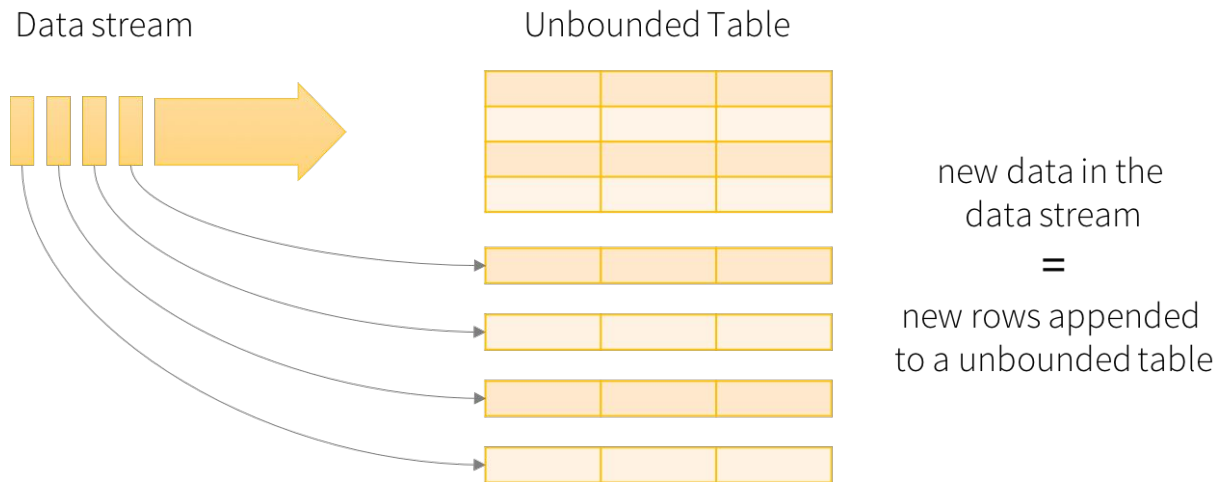 Data stream
Unbounded Table
new data in the
data stream
=
new rows appended
to a unbounded table